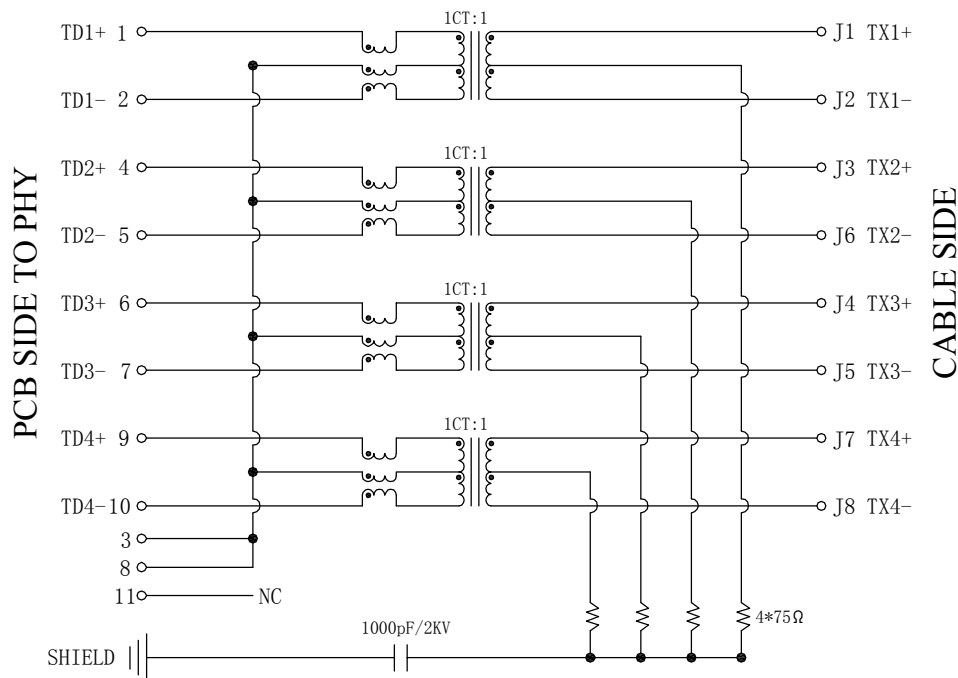 1CT:1
TD1+ 1
J1 TX1+
TD1- 2
J2 TX1-
1CT:1
TD2+ 4
J3 TX2+
TD2- 5
J6 TX2-
1CT:1
TD3+ 6
J4 TX3+
TD3- 7
J5 TX3-
1CT:1
TD4+ 9
J7 TX4+
TD4- 10
J8 TX4-
3
8
11 NC
4*75Ω
1000pF/2KV
SHIELD
PCB SIDE TO PHY
CABLE SIDE